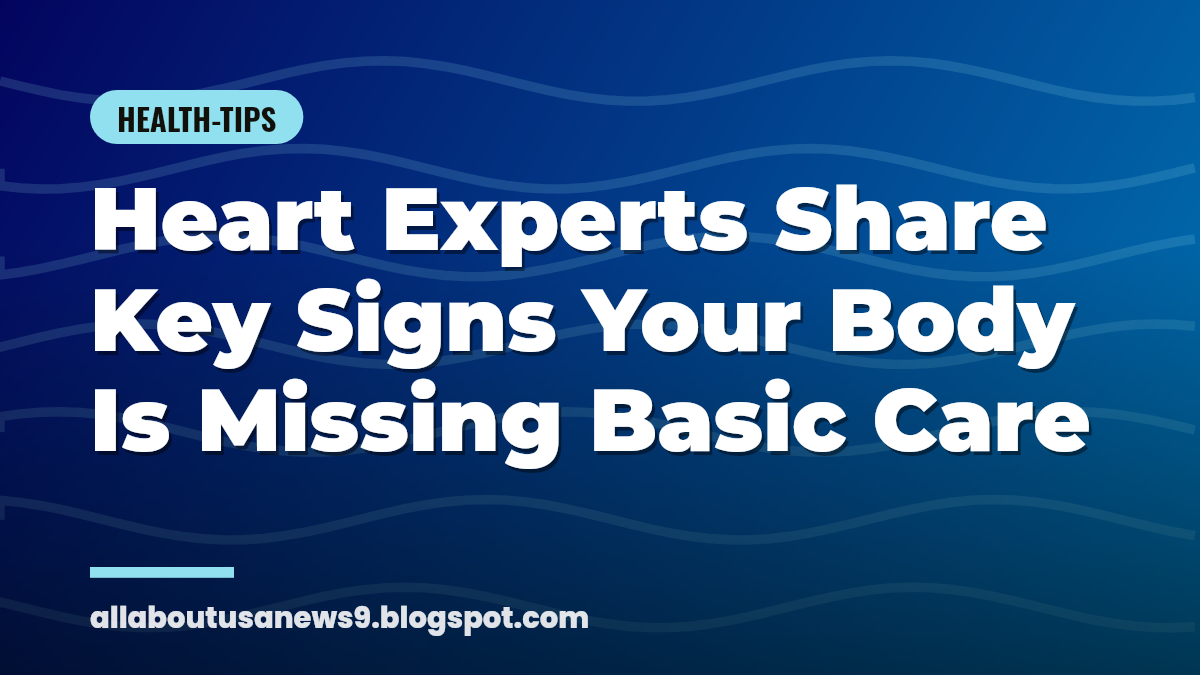 HEALTH-TIPS
Heart Experts Share
Key Signs Your Body
Is Missing Basic Care
allaboutusanews9.blogspot.com